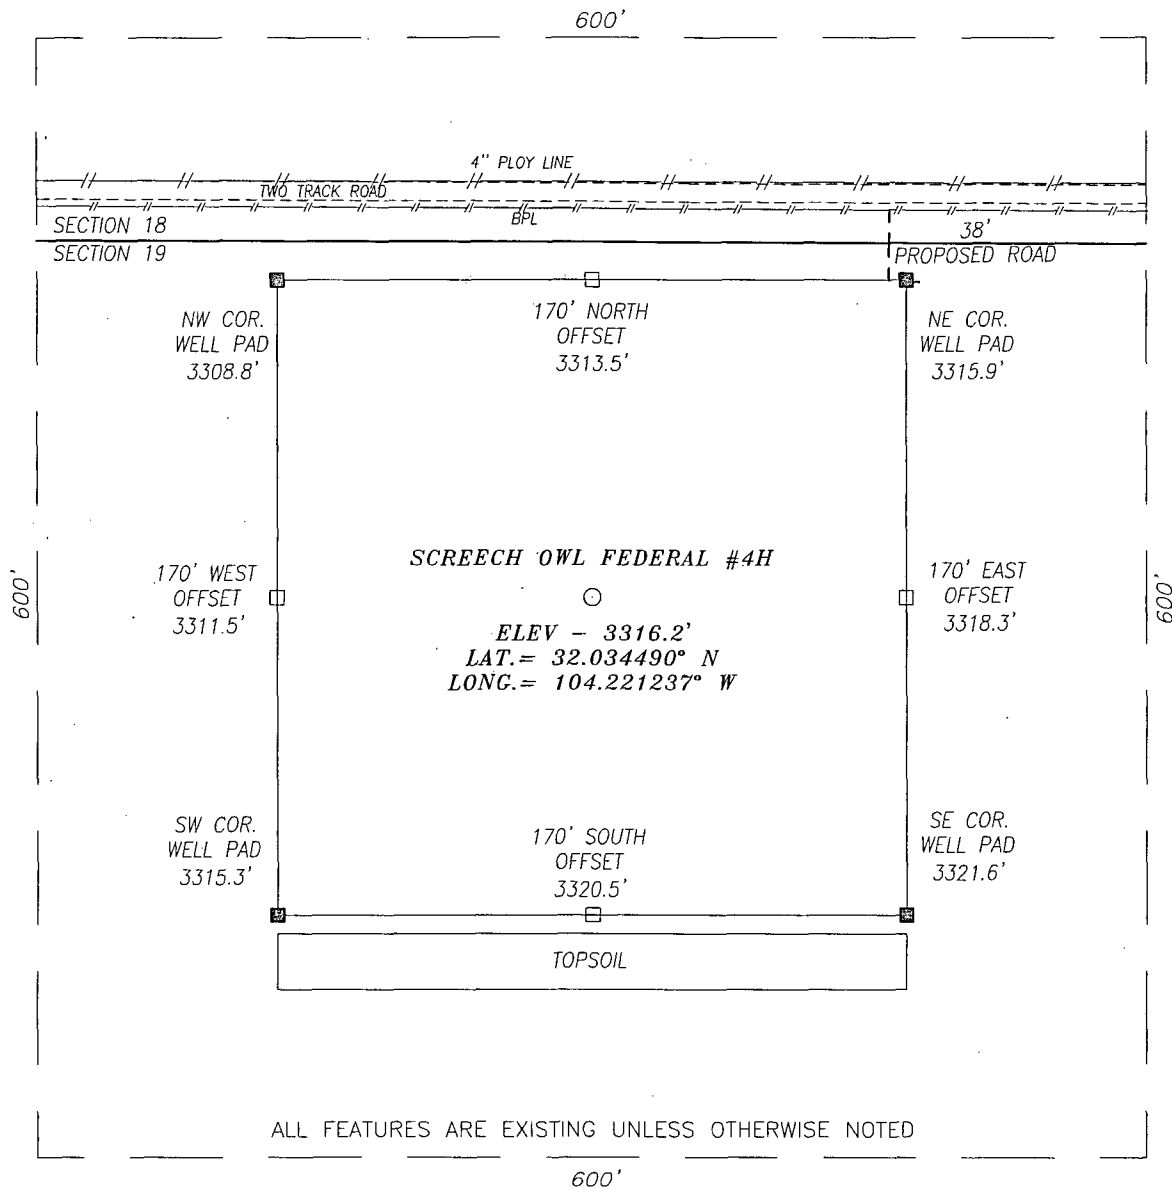 600'
4" PLOY LINE
TWO TRACK ROAD
BPL
SECTION 18
38'
SECTION 19
PROPOSED ROAD
NW COR.
WELL PAD
3308.8'
170' NORTH
OFFSET
3313.5'
NE COR.
WELL PAD
3315.9'
600'
170' WEST
OFFSET
3311.5'
SCREECH OWL FEDERAL #4H
ELEV - 3316.2'
LAT.= 32.034490° N
LONG.= 104.221237° W
170' EAST
OFFSET
3318.3'
600'
SW COR.
WELL PAD
3315.3'
170' SOUTH
OFFSET
3320.5'
SE COR.
WELL PAD
3321.6'
TOPSOIL
ALL FEATURES ARE EXISTING UNLESS OTHERWISE NOTED
600'